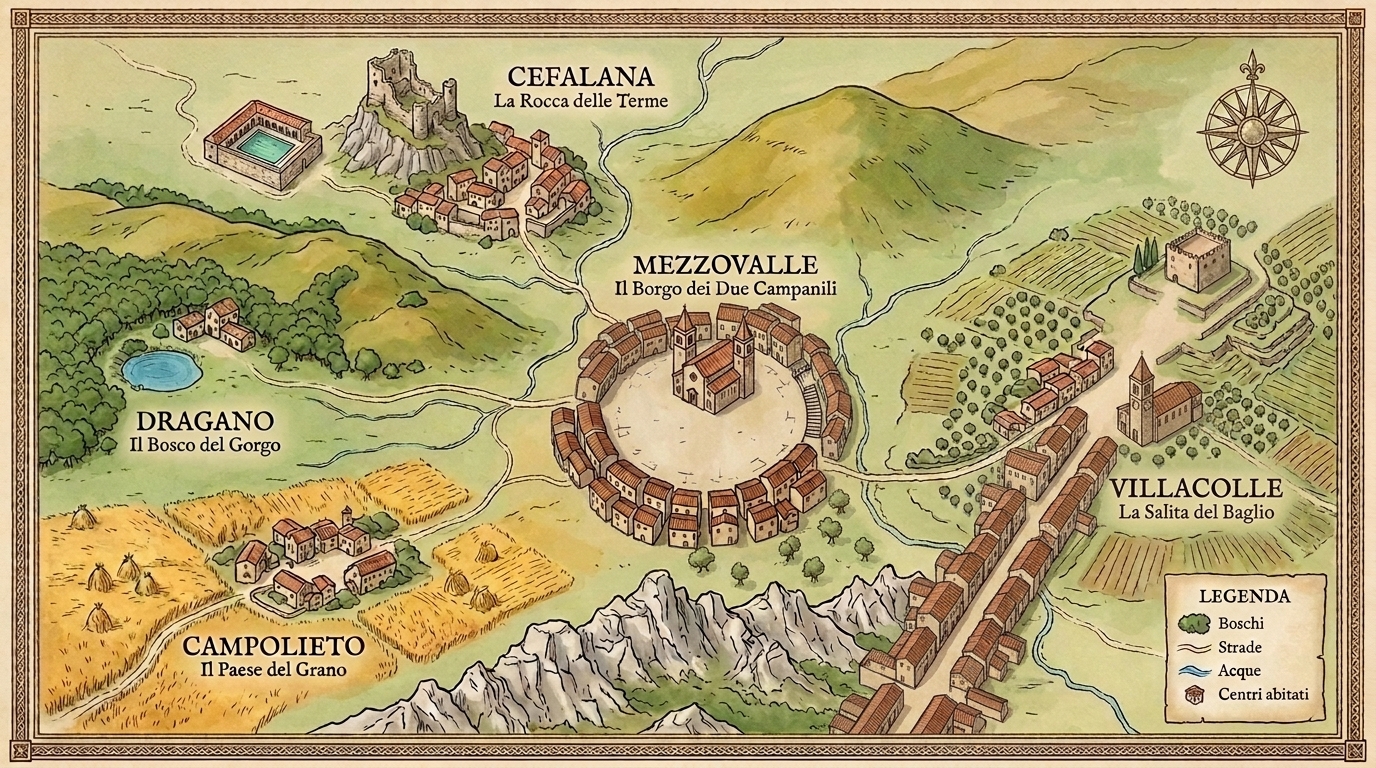 CEFALANA
La Rocca delle Terme
MEZZOVALLE
Il Borgo dei Due Campanili
DRAGANO
Il Bosco del Gorgo
VILLACOLLE
La Salita del Baglio
CAMPOLIETO
Il Paese del Grano
LEGENDA
Boschi
Strade
Acque
Centri abitati